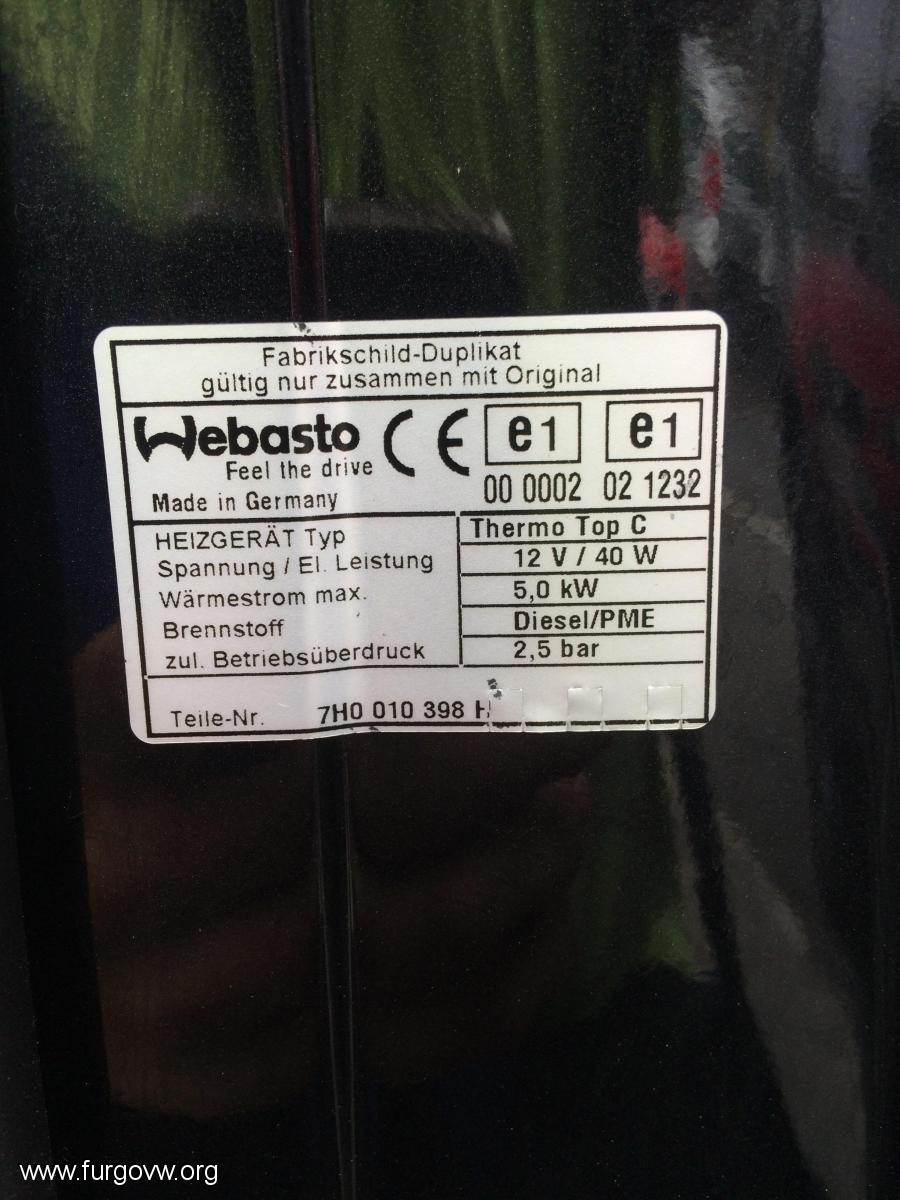 Fabrikschild-Duplikat
gültig nur zusammen mit Original
Webasto CE e1 e1
Feel the drive
00 0002 02 1232
Made in Germany
HEIZGERÄT Typ Thermo Top C
Spannung / El. Leistung 12 V / 40 W
Wärmestrom max. 5,0 kW
Brennstoff Diesel/PME
zul. Betriebsüberdruck 2,5 bar
Teile-Nr. 7H0 010 398
www.furgovw.org